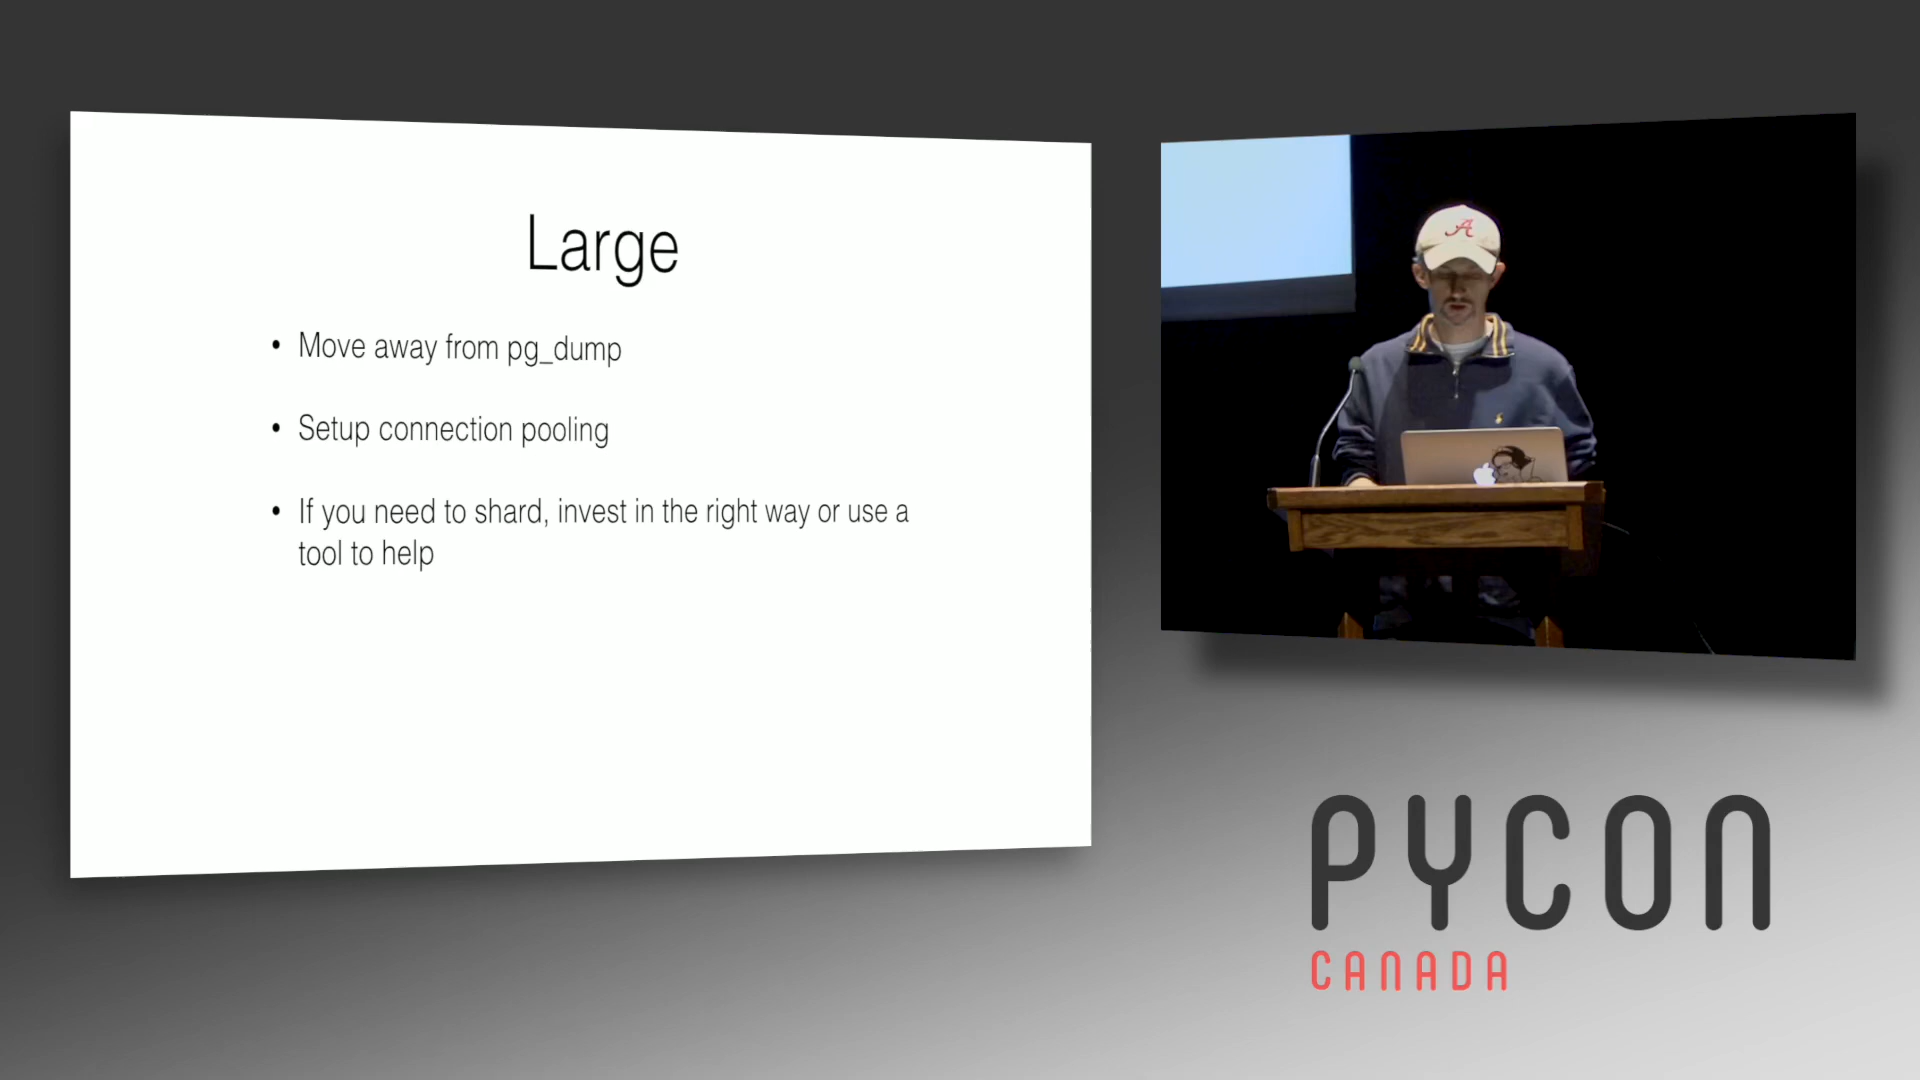 Large
• Move away from pg_dump
• Setup connection pooling
• If you need to shard, invest in the right way or use a
tool to help
A
PYCON
CANADA